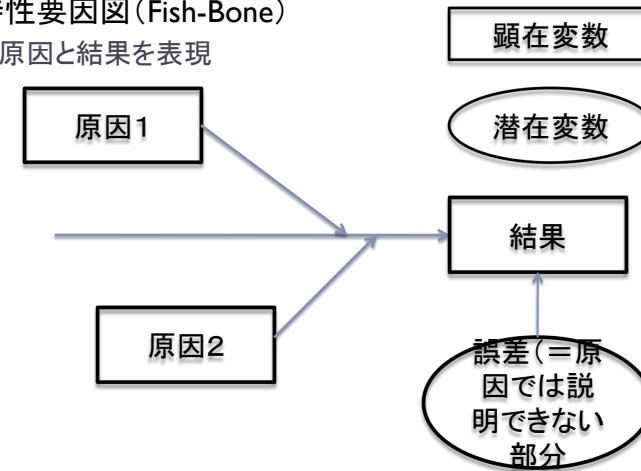 特性要因図（Fish-Bone）
原因と結果を表現
顕在変数
原因１
潜在変数
結果
原因２
誤差（＝原
因では説
明できない
部分